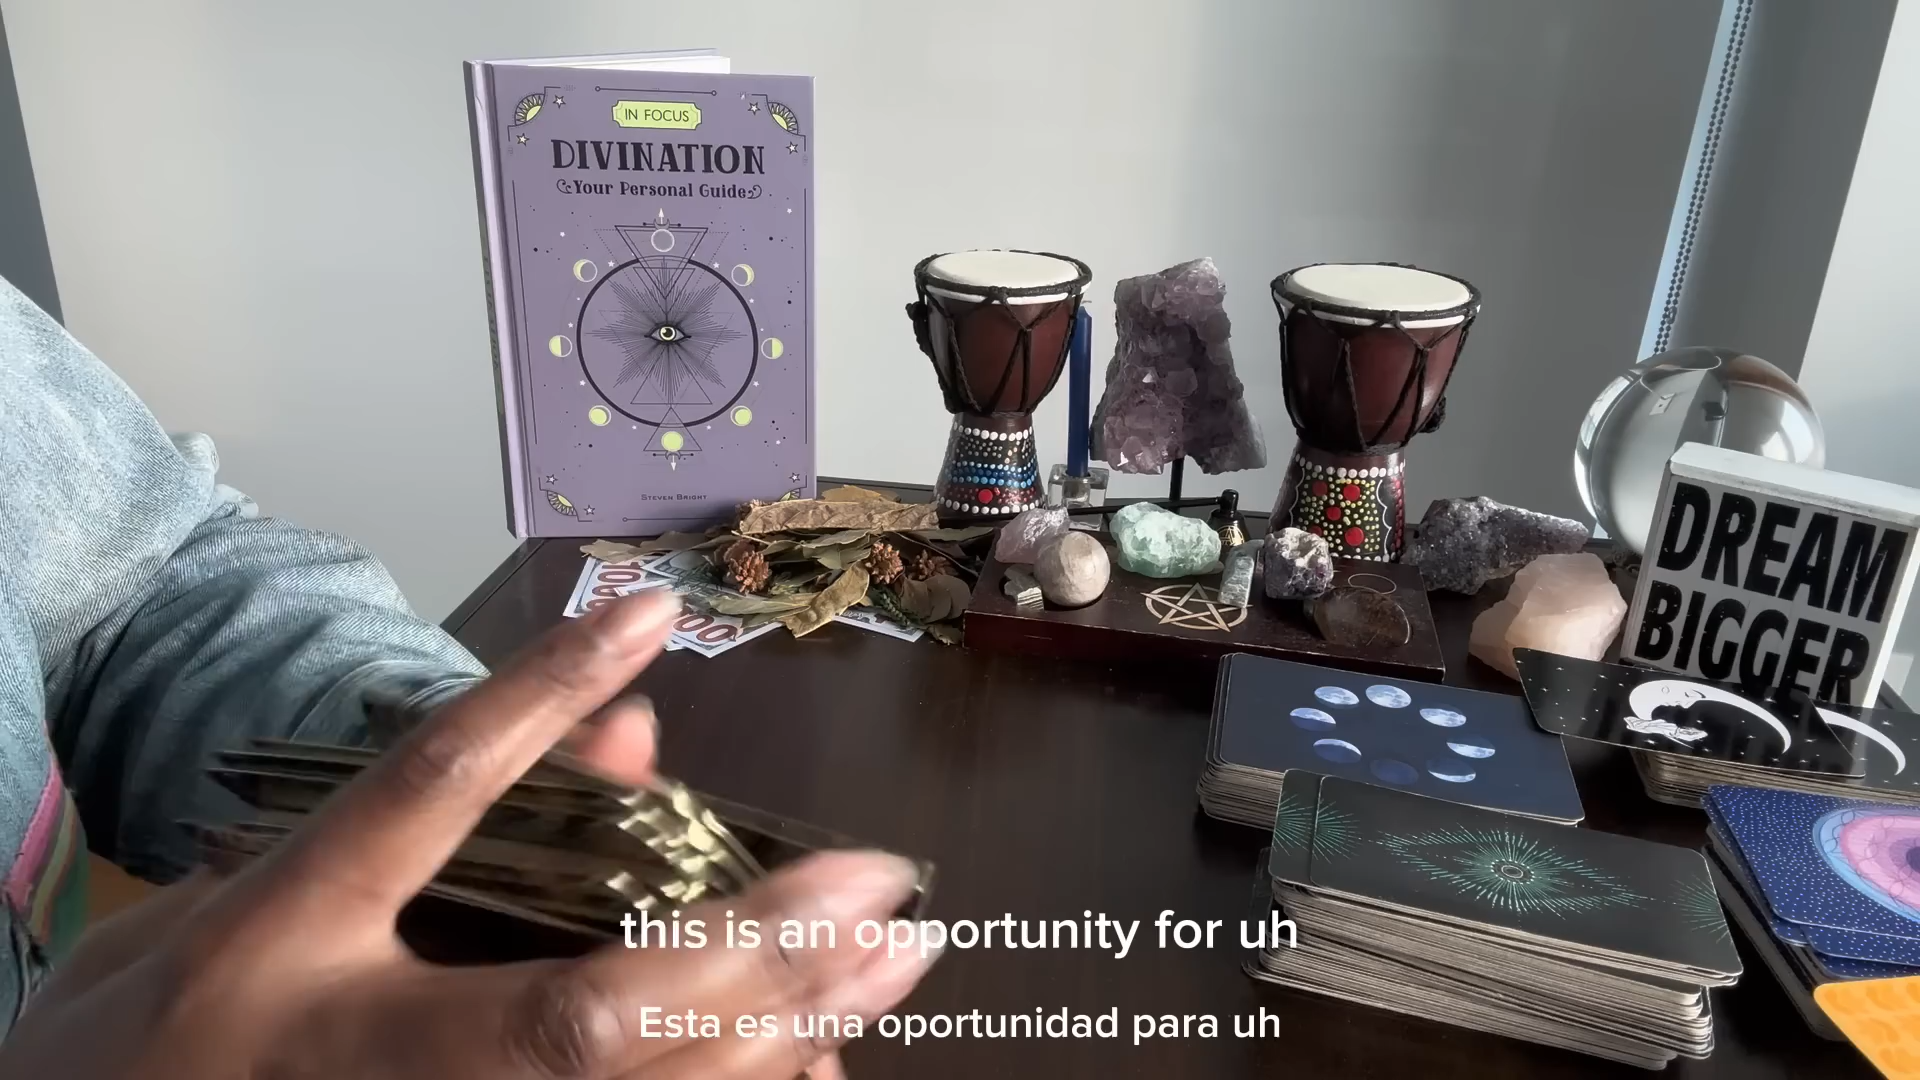 IN FOCUS
DIVINATION
Your Personal Guide
STEVEN BRIGHT
DREAM
BIGGER
this is an opportunity for uh
Esta es una oportunidad para uh